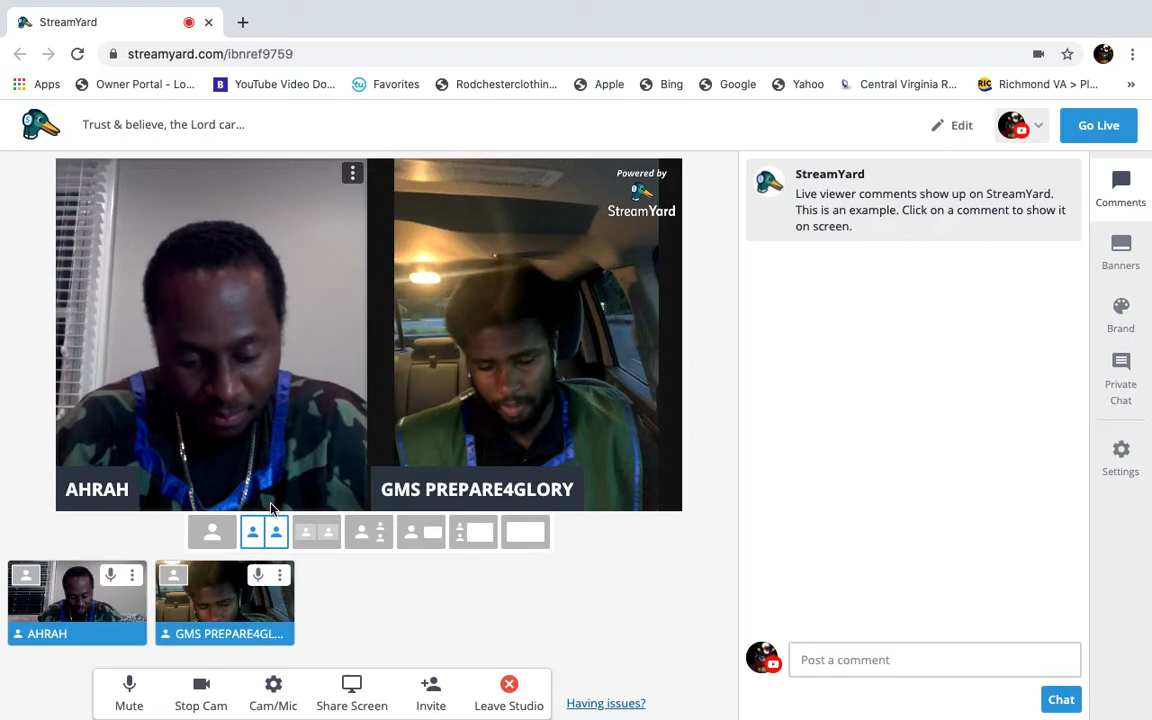 StreamYard
streamyard.com/ibnref9759
Apps
Owner Portal - Lo...
YouTube Video Do...
Favorites
Rodchesterclothin...
Apple
Bing
Google
Yahoo
Central Virginia R...
Richmond VA > Pl...
»
Trust & believe, the Lord car...
Edit
Go Live
Powered by
StreamYard
AHRAH
GMS PREPARE4GLORY
StreamYard
Live viewer comments show up on StreamYard.
This is an example. Click on a comment to show it
on screen.
Comments
Banners
Brand
Private
Chat
Settings
AHRAH
GMS PREPARE4GL...
Mute
Stop Cam
Cam/Mic
Share Screen
Invite
Leave Studio
Having issues?
Post a comment
Chat